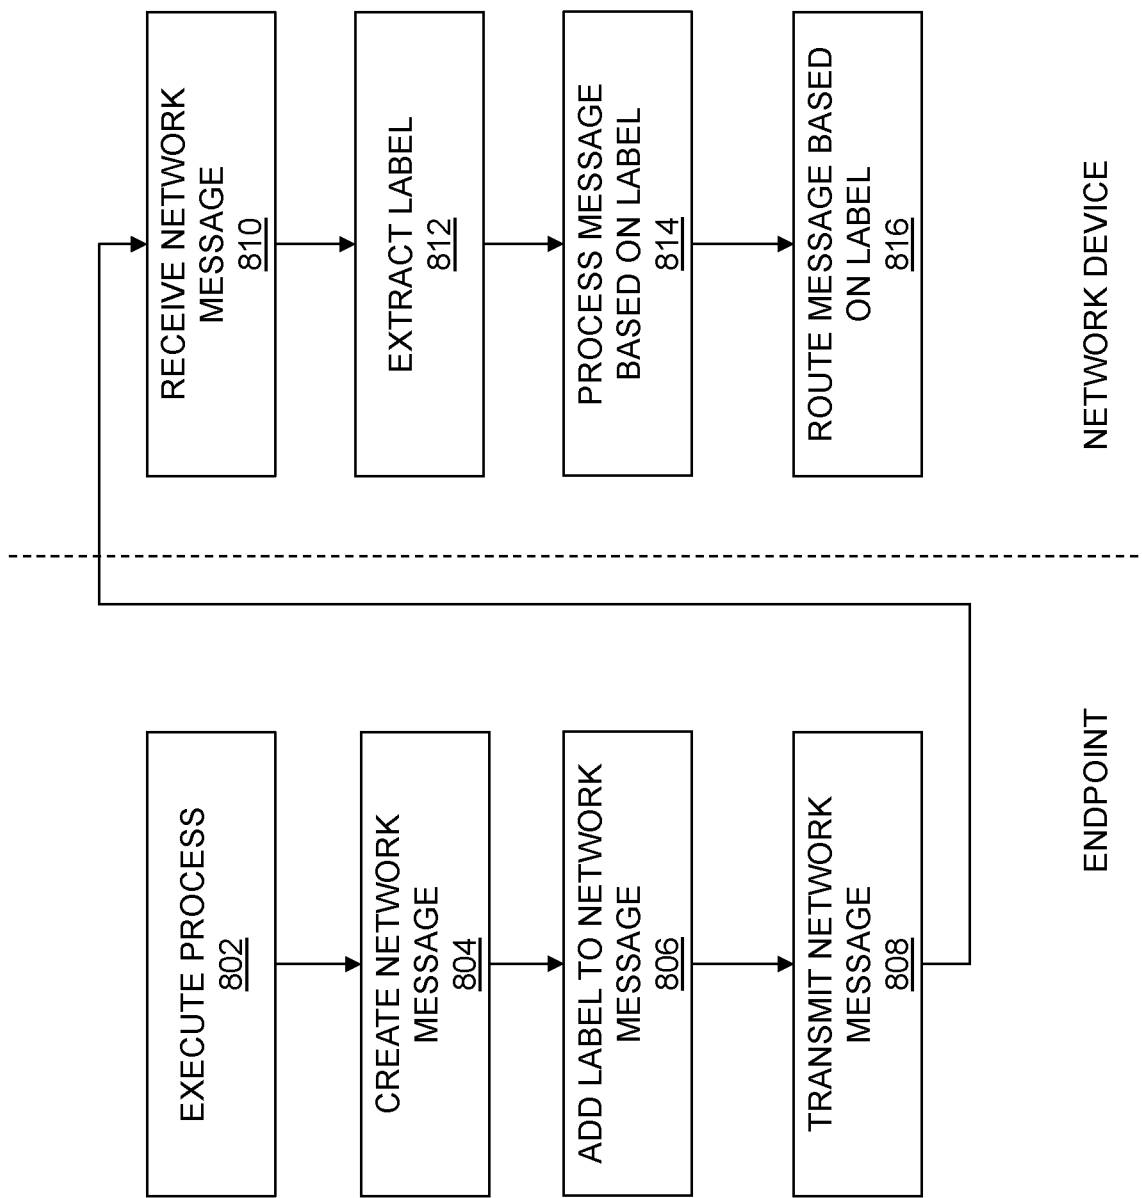 EXECUTE PROCESS
802
CREATE NETWORK
MESSAGE
804
ADD LABEL TO NETWORK
MESSAGE
806
TRANSMIT NETWORK
MESSAGE
808
ENDPOINT
RECEIVE NETWORK
MESSAGE
810
EXTRACT LABEL
812
PROCESS MESSAGE
BASED ON LABEL
814
ROUTE MESSAGE BASED
ON LABEL
816
NETWORK DEVICE